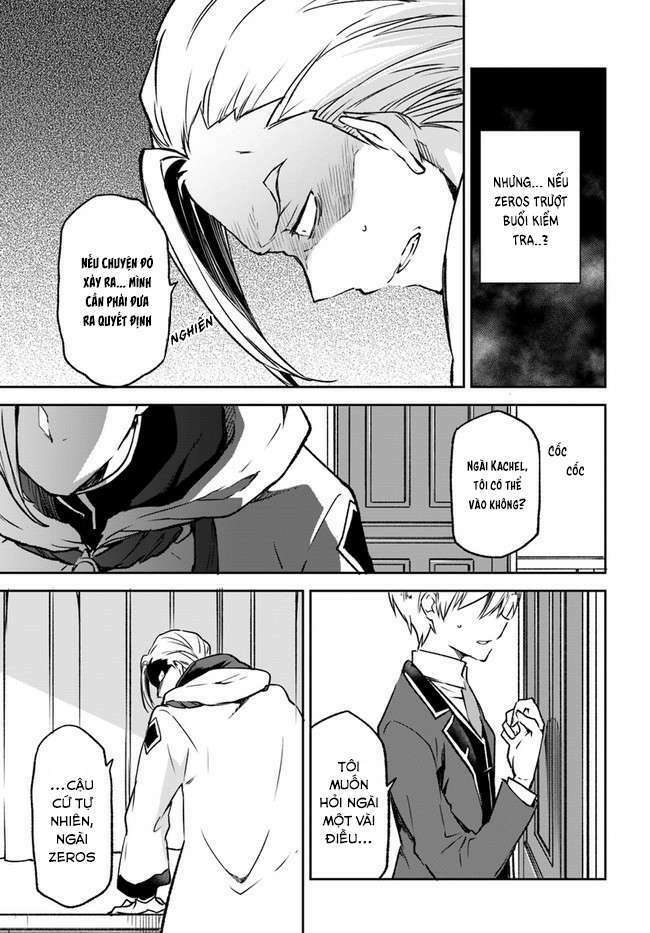 NHƯNG... NẾU
ZEROS TRƯỢT
BUỔI KIỂM
TRA..?
NẾU CHUYỆN ĐÓ
XẢY RA... MÌNH
CẦN PHẢI ĐƯA
RA QUYẾT ĐỊNH
NGHIẾN
CỐC
CỐC
NGÀI KACHEL,
TÔI CÓ THỂ
VÀO KHÔNG?
TÔI
MUỐN
HỎI NGÀI
MỘT VÀI
ĐIỀU...
...CẬU
CỨ TỰ
NHIÊN,
NGÀI
ZEROS